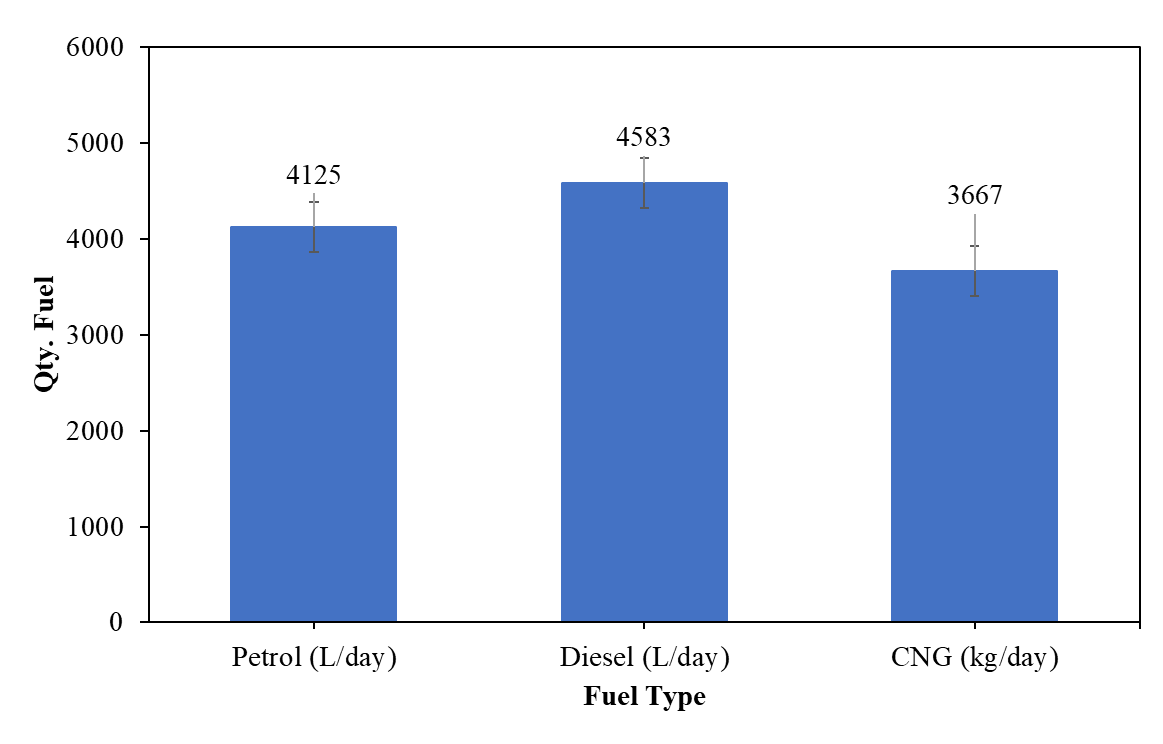 6000
5000
4000
3000
2000
1000
0
Qty. Fuel
4125
4583
3667
Petrol (L/day)
Diesel (L/day)
CNG (kg/day)
Fuel Type